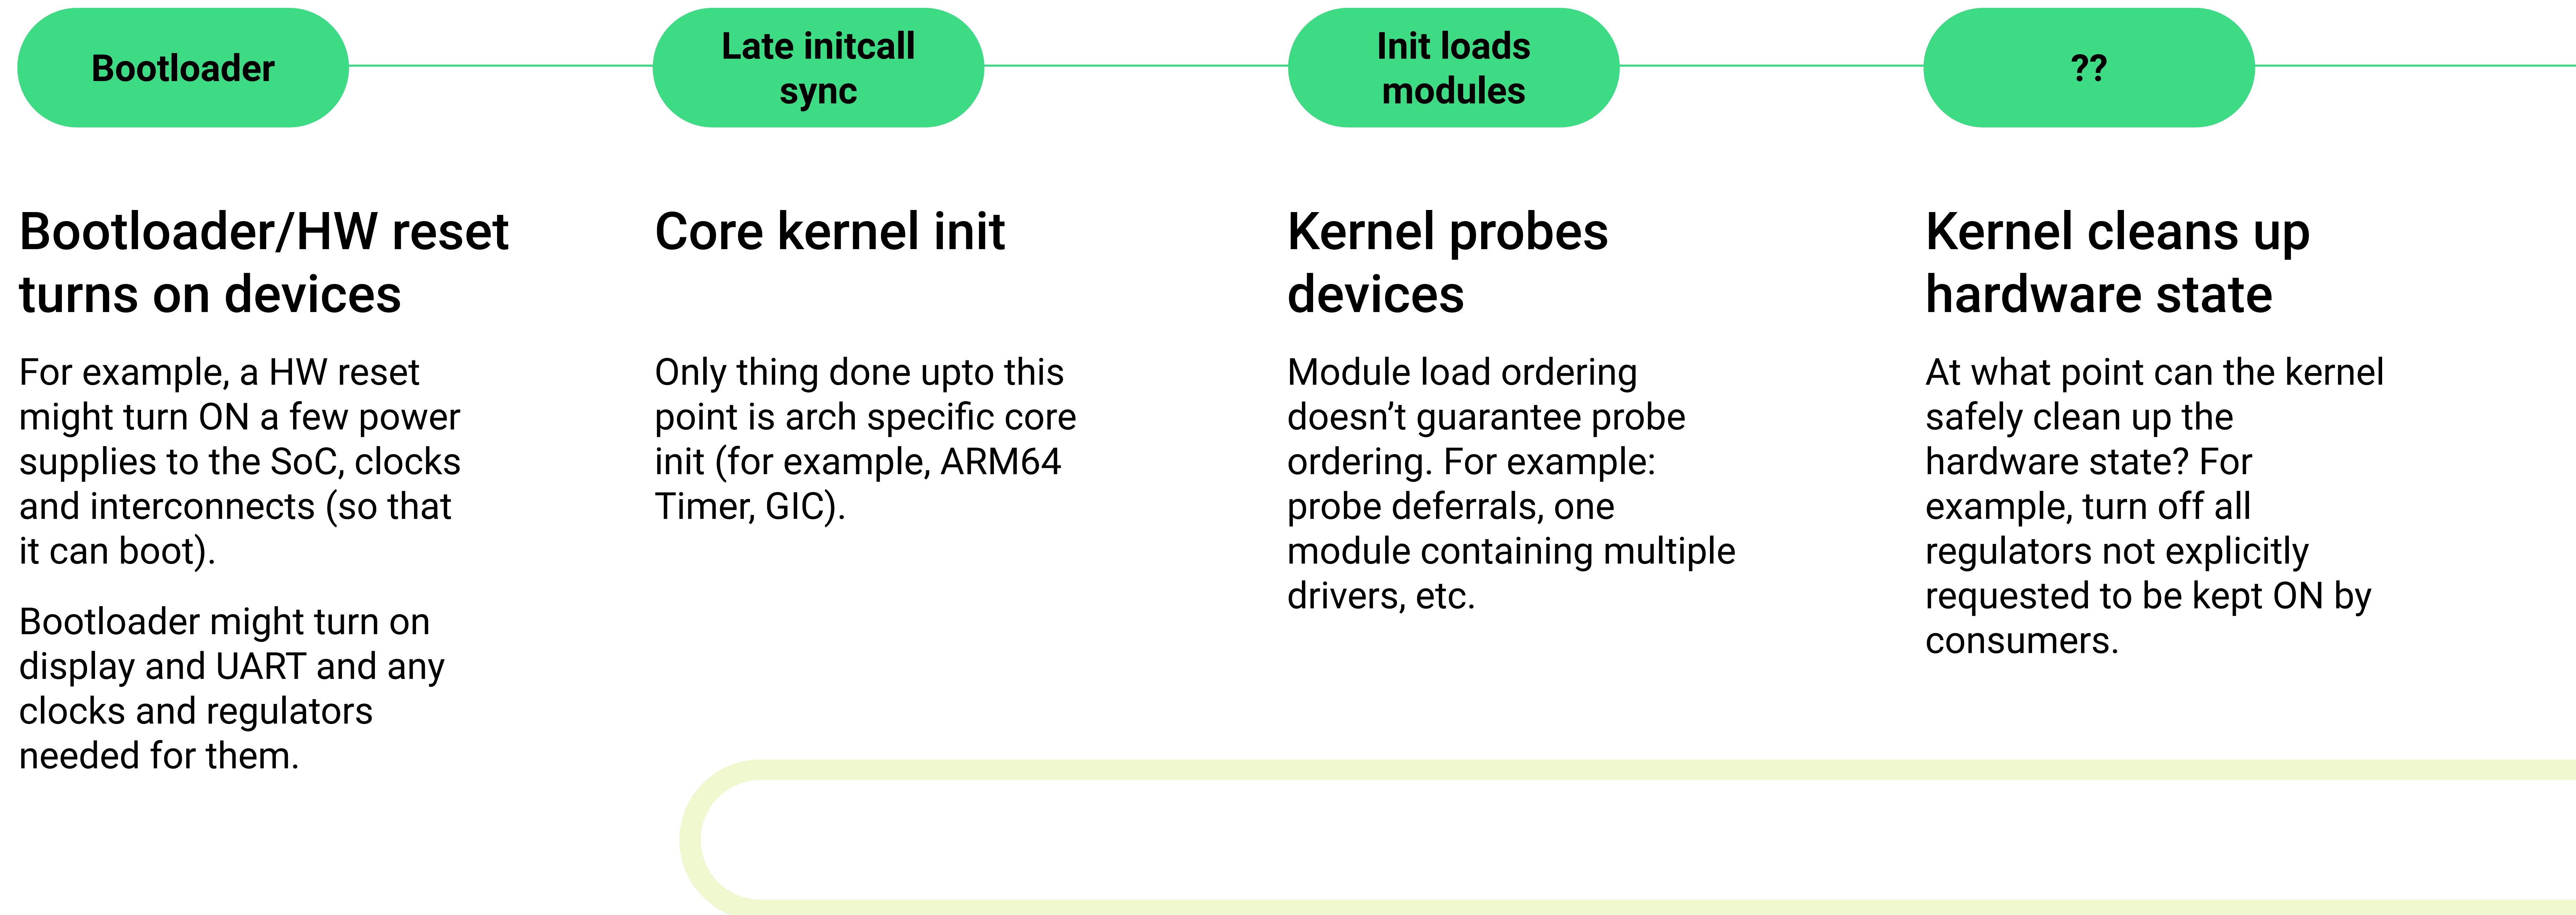 Bootloader
Late initcall
sync
Init loads
modules
??
Bootloader/HW reset
turns on devices
For example, a HW reset
might turn ON a few power
supplies to the SoC, clocks
and interconnects (so that
it can boot).
Bootloader might turn on
display and UART and any
clocks and regulators
needed for them.
Core kernel init
Only thing done upto this
point is arch specific core
init (for example, ARM64
Timer, GIC).
Kernel probes
devices
Module load ordering
doesn’t guarantee probe
ordering. For example:
probe deferrals, one
module containing multiple
drivers, etc.
Kernel cleans up
hardware state
At what point can the kernel
safely clean up the
hardware state? For
example, turn off all
regulators not explicitly
requested to be kept ON by
consumers.